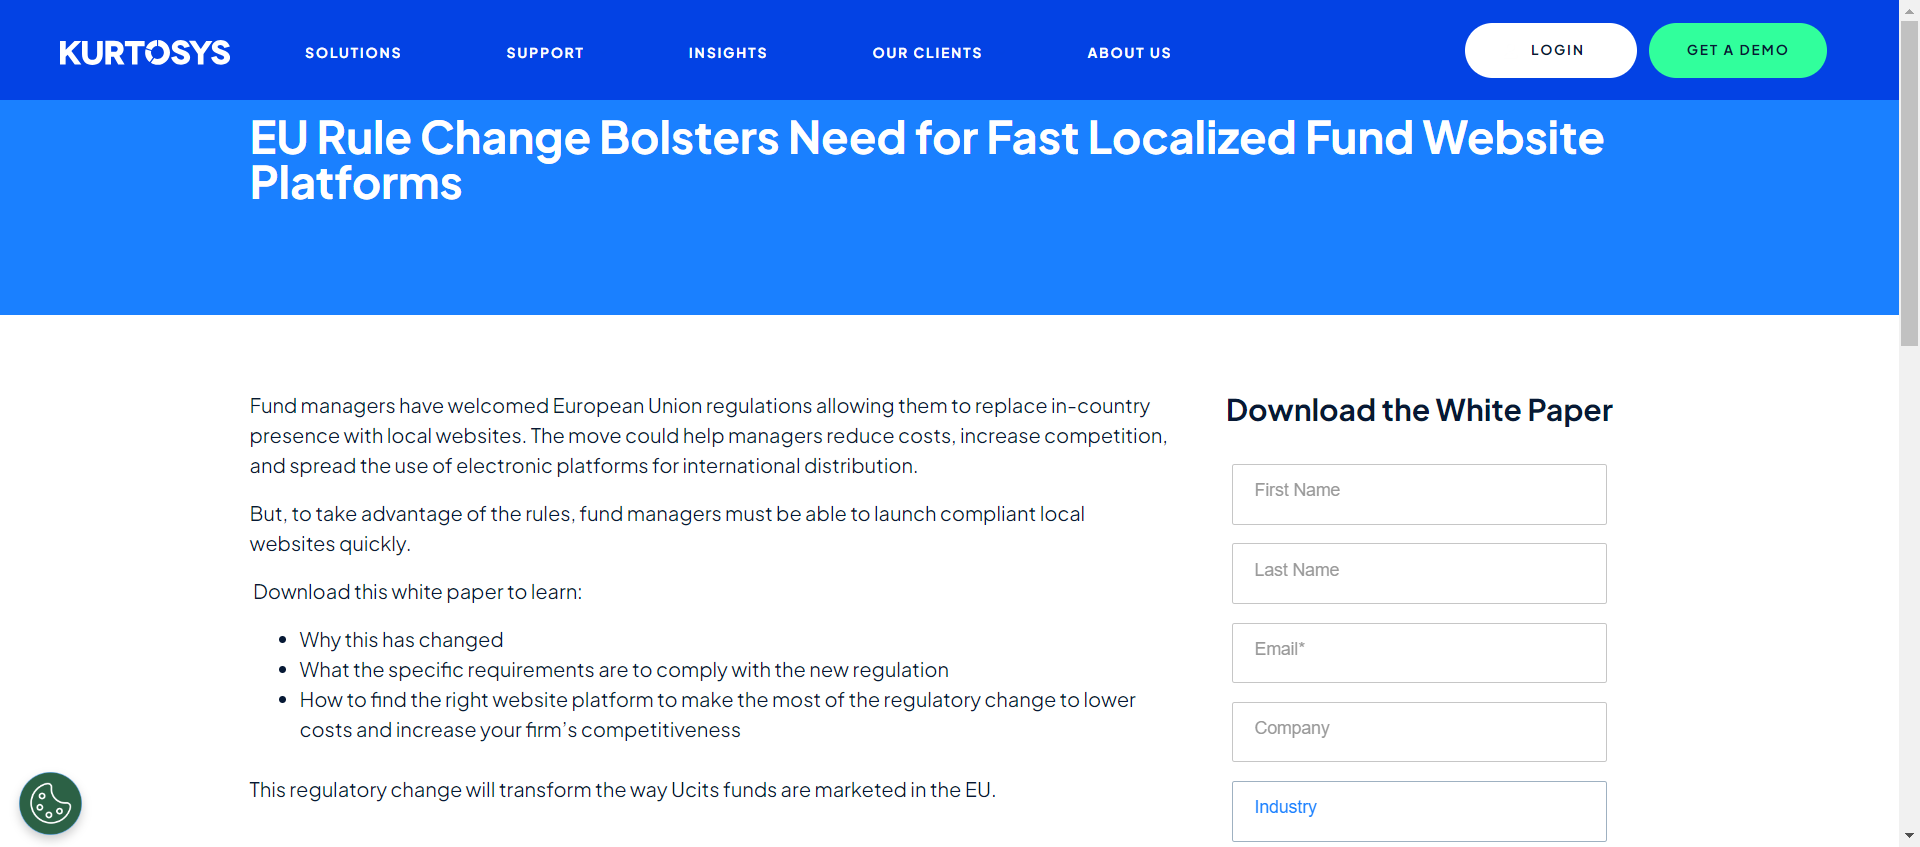 KURTOSYS
SOLUTIONS
SUPPORT
INSIGHTS
OUR CLIENTS
ABOUT US
LOGIN
GET A DEMO
EU Rule Change Bolsters Need for Fast Localized Fund Website
Platforms
Fund managers have welcomed European Union regulations allowing them to replace in-country
presence with local websites. The move could help managers reduce costs, increase competition,
and spread the use of electronic platforms for international distribution.
But, to take advantage of the rules, fund managers must be able to launch compliant local
websites quickly.
Download this white paper to learn:
• Why this has changed
• What the specific requirements are to comply with the new regulation
• How to find the right website platform to make the most of the regulatory change to lower
costs and increase your firm’s competitiveness
This regulatory change will transform the way Ucits funds are marketed in the EU.
Download the White Paper
First Name
Last Name
Email*
Company
Industry